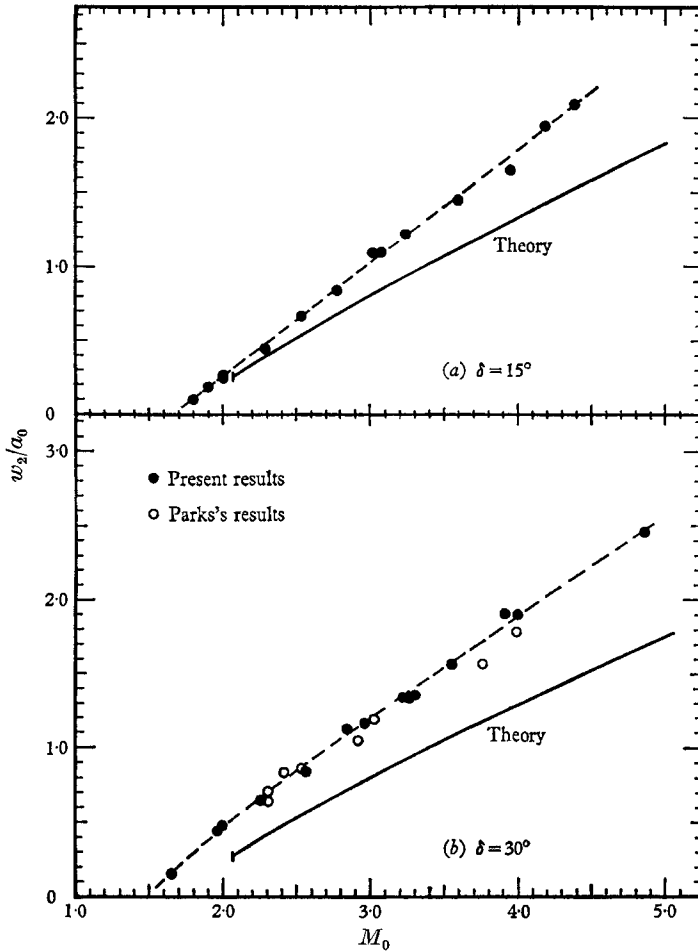 2·0
1·0
0
Theory
(a) δ = 15°
w₂/a₀
3·0
2·0
1·0
0
Present results
Parks's results
Theory
(b) δ = 30°
1·0 2·0 3·0 4·0 5·0
M₀